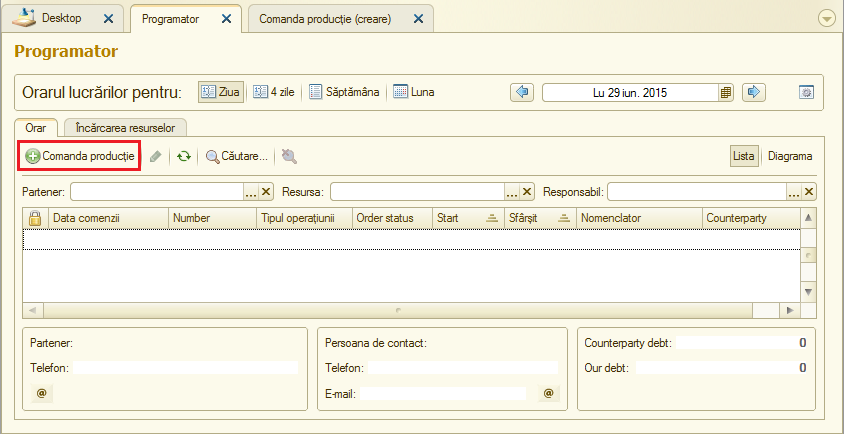 Desktop Programator Comanda producție (creare)
Programator
Orarul lucrărilor pentru: Ziua 4 zile Săptămâna Luna Lu 29 iun. 2015
Orar Încărcarea resurselor
Comanda producție Căutare... Lista Diagrama
Partener: ... Resursa: ... Responsabil: ...
Data comenzii Number Tipul operațiunii Order status Start Sfârșit Nomenclator Counterparty
Partener: Persoana de contact: Counterparty debt: 0
Telefon: Telefon: Our debt: 0
@ E-mail: @